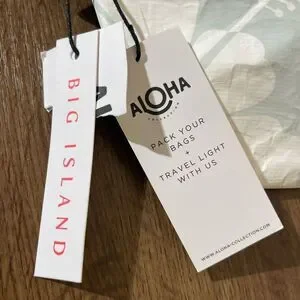 BIG ISLAND
ALOHA
COLLECTION
PACK YOUR
BAGS
+
TRAVEL LIGHT
WITH US
WWW.ALOHA-COLLECTION.COM